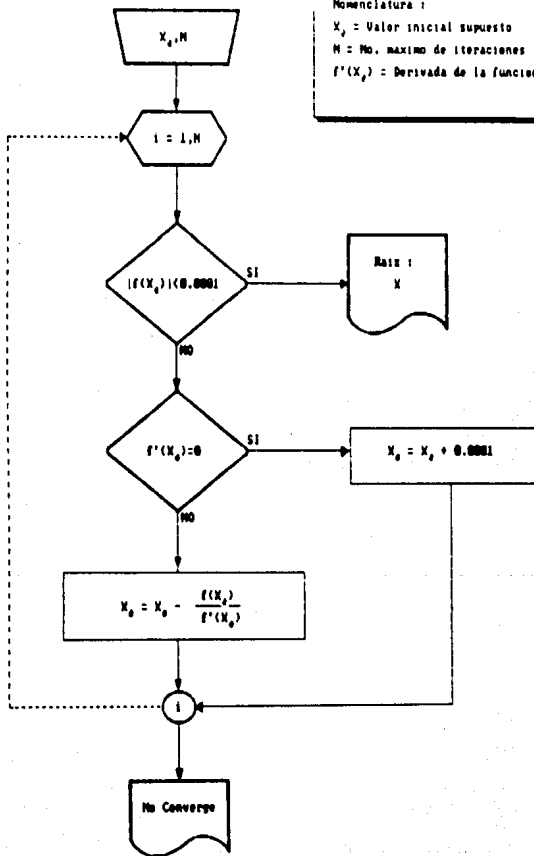 Nomenclatura :
X₀ = Valor inicial supuesto
N = No. maximo de iteraciones
f'(X₀) = Derivada de la funcion
X₀,N
i = 1,N
|f(X₀)|<0.0001
SI
Raiz :
X
NO
f'(X₀)=0
SI
X₀ = X₀ + 0.0001
NO
X₀ = X₀ - f(X₀) / f'(X₀)
i
No Converge